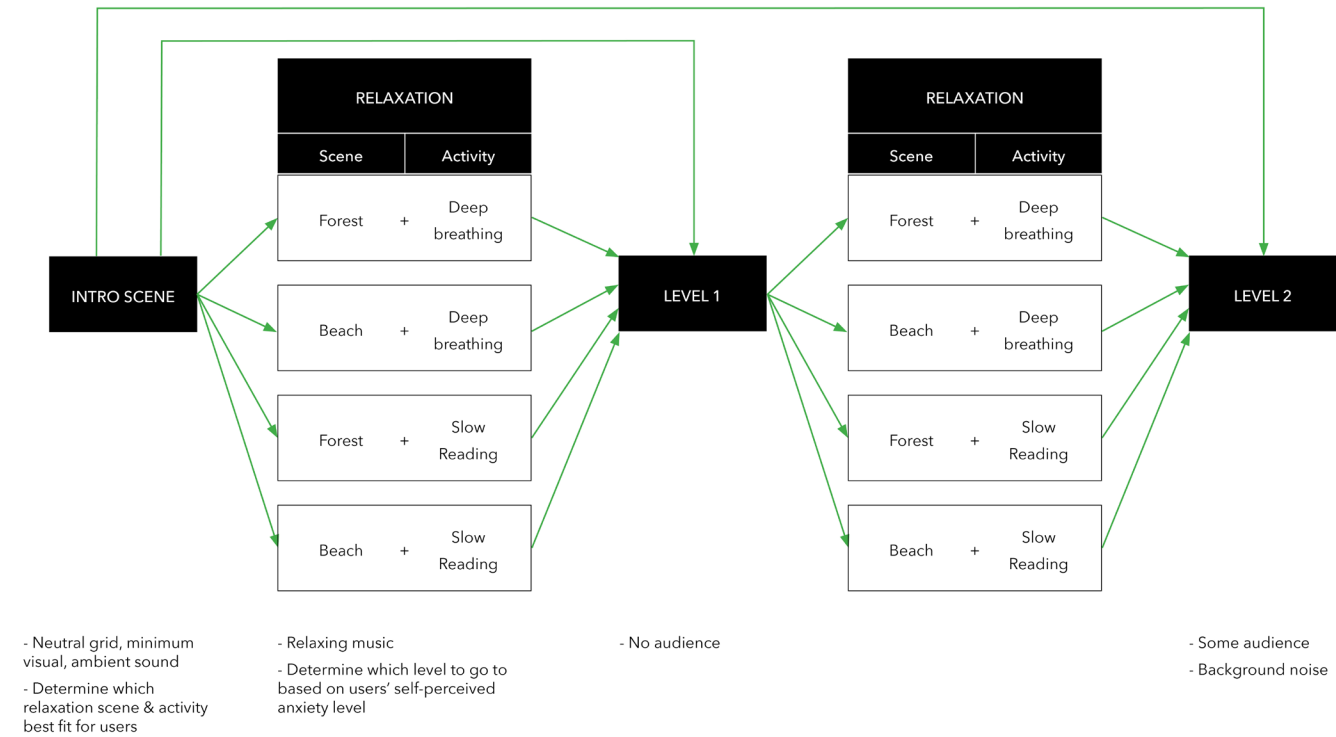 RELAXATION
Scene Activity
Forest + Deep
breathing
Beach + Deep
breathing
Forest + Slow
Reading
Beach + Slow
Reading
INTRO SCENE
LEVEL 1
RELAXATION
Scene Activity
Forest + Deep
breathing
Beach + Deep
breathing
Forest + Slow
Reading
Beach + Slow
Reading
LEVEL 2
- Neutral grid, minimum
visual, ambient sound
- Determine which
relaxation scene & activity
best fit for users
- Relaxing music
- Determine which level to go to
based on users’ self-perceived
anxiety level
- No audience
- Some audience
- Background noise